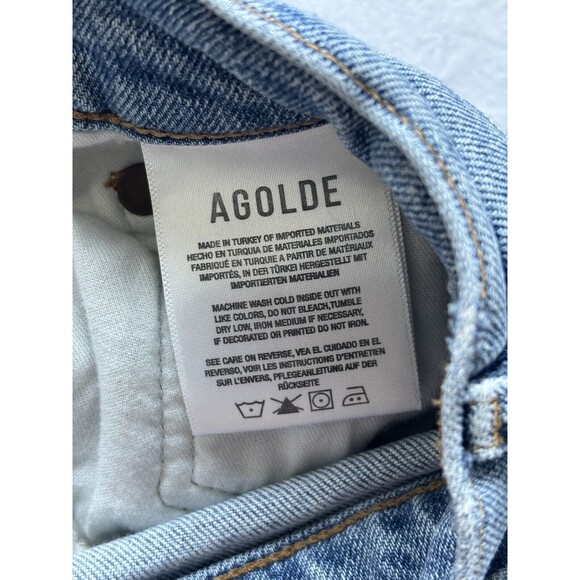 AGOLDE
MADE IN TURKEY OF IMPORTED MATERIALS
HECHO EN TURQUIA DE MATERIALES IMPORTADOS
FABRIQUÉ EN TURQUIE A PARTIR DE MATÉRIAUX
IMPORTÉS, IN DER TÜRKEI HERGESTELLT MIT
IMPORTIERTEN MATERIALIEN
MACHINE WASH COLD INSIDE OUT WITH
LIKE COLORS, DO NOT BLEACH,TUMBLE
DRY LOW, IRON MEDIUM IF NECESSARY,
IF DECORATED OR PRINTED DO NOT IRON.
SEE CARE ON REVERSE, VEA EL CUIDADO EN EL
REVERSO, VOIR LES INSTRUCTIONS D'ENTRETIEN
SUR L'ENVERS, PFLEGEANLEITUNG AUF DER
RÜCKSEITE